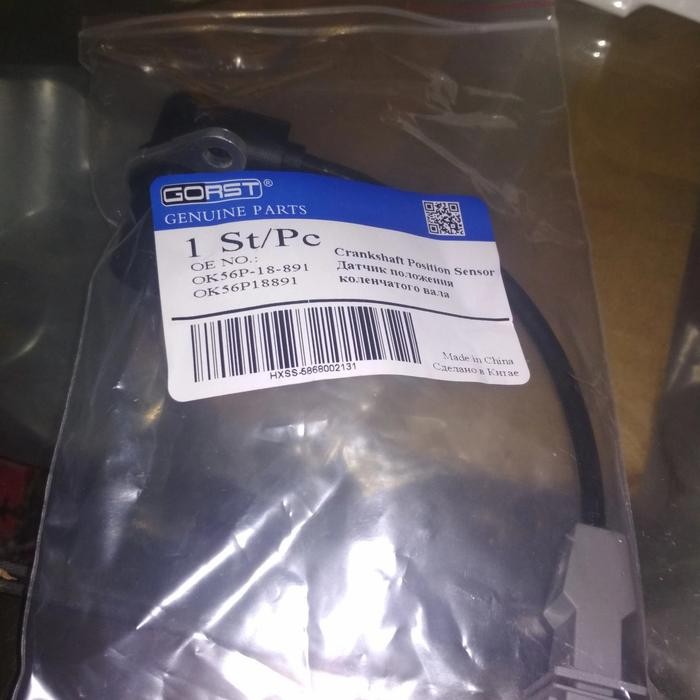 GORST®
GENUINE PARTS
1 St/Pc
OE NO.:
OK56P-18-891
OK56P18891
Crankshaft Position Sensor
Датчик положения
коленчатого вала
HXSS-5868002131
Made in China
Сделано в Китае